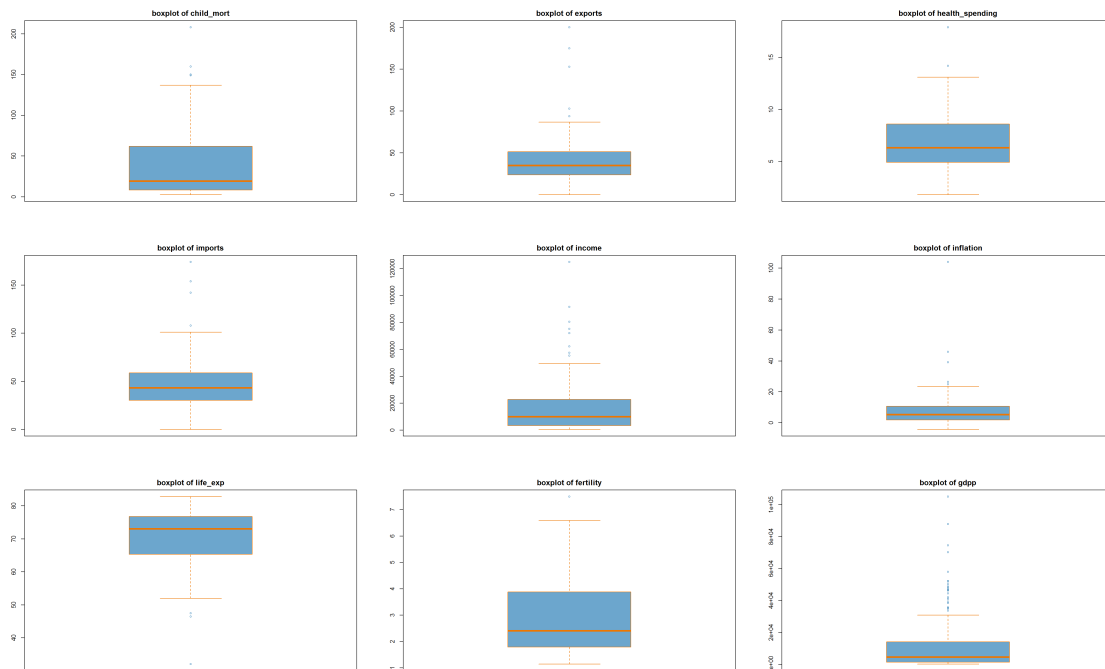 boxplot of child_mort
200
150
100
50
0
boxplot of exports
200
150
100
50
0
boxplot of health_spending
15
10
5
boxplot of imports
150
100
50
0
boxplot of income
120000
100000
80000
60000
40000
20000
0
boxplot of inflation
100
80
60
40
20
0
boxplot of life_exp
80
70
60
50
40
boxplot of fertility
7
6
5
4
3
2
1
boxplot of gdpp
1e+05
8e+04
6e+04
4e+04
2e+04
e+00